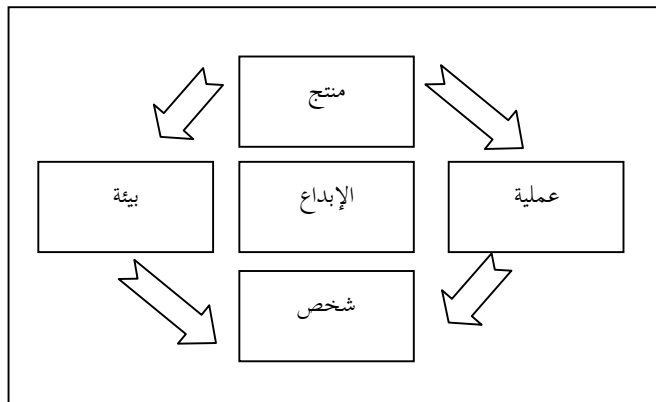 منتج
عملية
الإبداع
بيئة
شخص